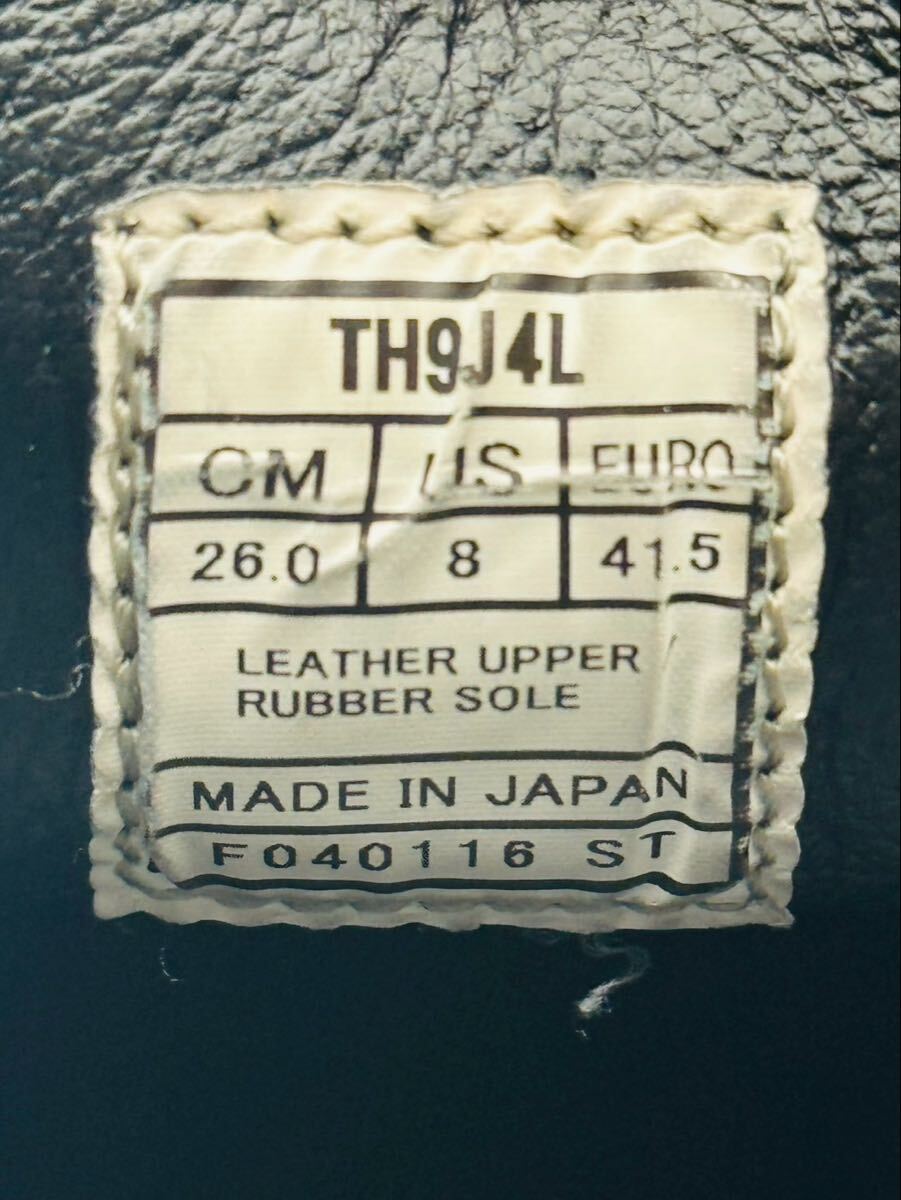 TH9J4L
CM US EURO
26.0 8 41.5
LEATHER UPPER
RUBBER SOLE
MADE IN JAPAN
F040116 ST